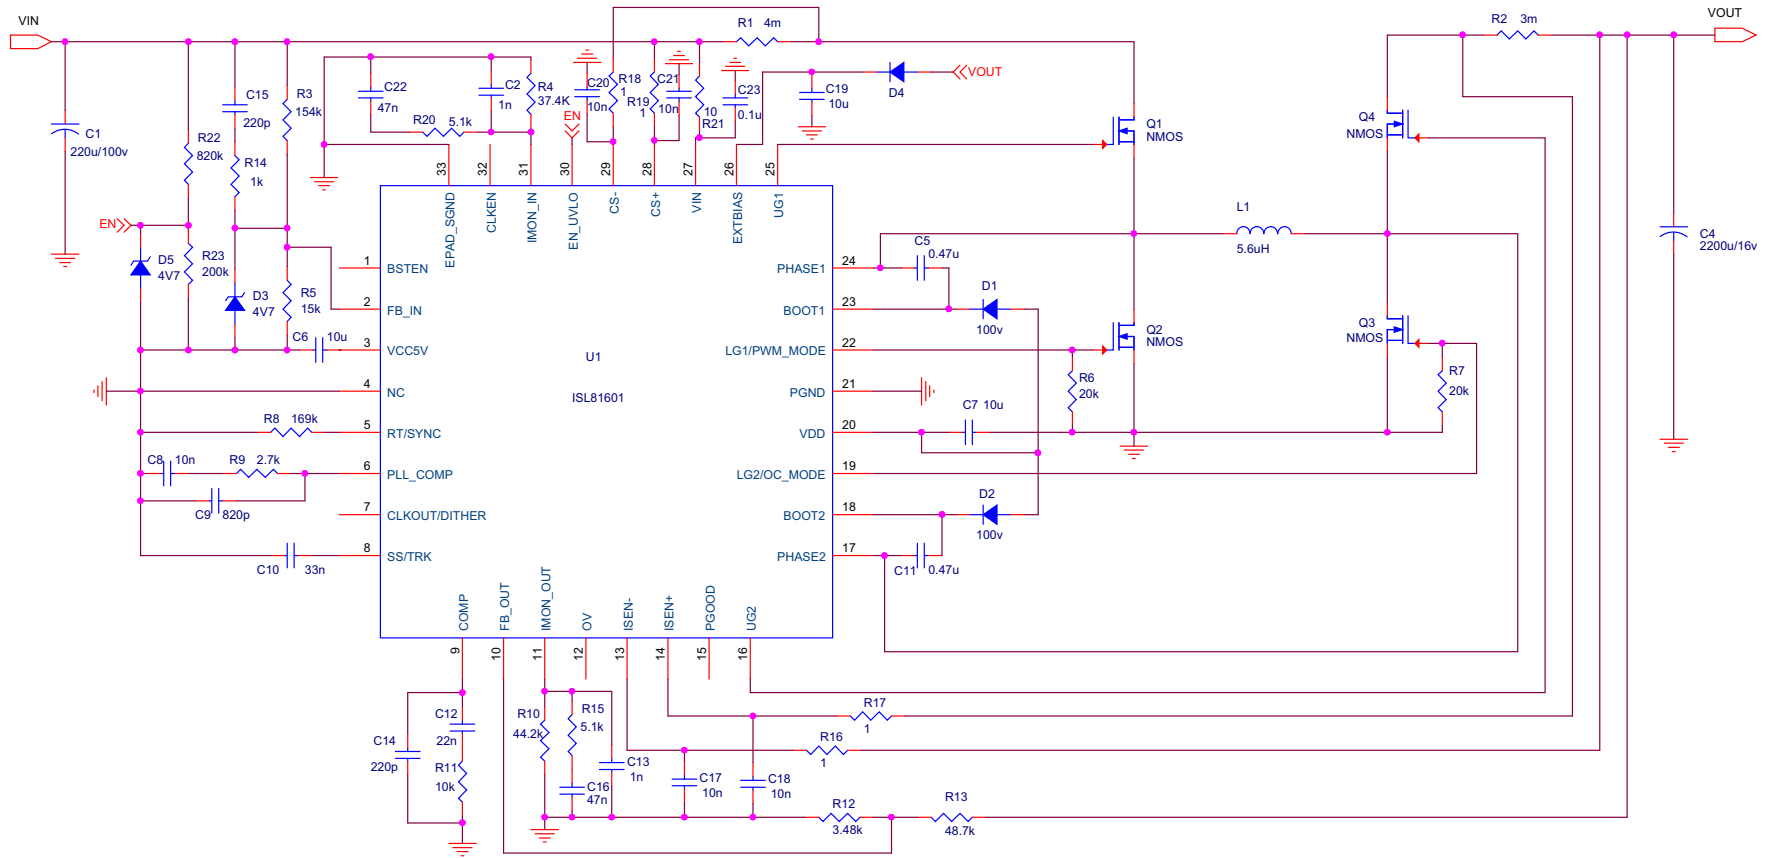 VIN
R1 4m
R2 3m
VOUT
C1
220u/100v
R22
820k
C15
220p
R3
154k
R14
1k
C22
47n
C2
1n
R4
37.4K
R20 5.1k
C20
10n
EN
R18
1
C21
10n
R19
1
10
R21
C23
0.1u
C19
10u
D4
VOUT
Q1
NMOS
Q4
NMOS
EN
D5
4V7
R23
200k
D3
4V7
R5
15k
C6 10u
33
32
31
30
29
28
27
26
25
EPAD_SGND
CLKEN
IMON_IN
EN_UVLO
CS-
CS+
VIN
EXTBIAS
UG1
L1
5.6uH
C4
2200u/16v
1 BSTEN
2 FB_IN
3 VCC5V
4 NC
5 RT/SYNC
6 PLL_COMP
7 CLKOUT/DITHER
8 SS/TRK
U1
ISL81601
PHASE1 24
BOOT1 23
LG1/PWM_MODE 22
PGND 21
VDD 20
LG2/OC_MODE 19
BOOT2 18
PHASE2 17
C5
0.47u
D1
100v
Q2
NMOS
Q3
NMOS
R6
20k
R7
20k
C7 10u
D2
100v
C11 0.47u
R8 169k
C8 10n
R9 2.7k
C9 820p
C10 33n
COMP
FB_OUT
IMON_OUT
OV
ISEN-
ISEN+
PGOOD
UG2
9
10
11
12
13
14
15
16
C12
22n
C14
220p
R11
10k
R10
44.2k
R15
5.1k
C13
1n
C16
47n
C17
10n
C18
10n
R17
1
R16
1
R12
3.48k
R13
48.7k